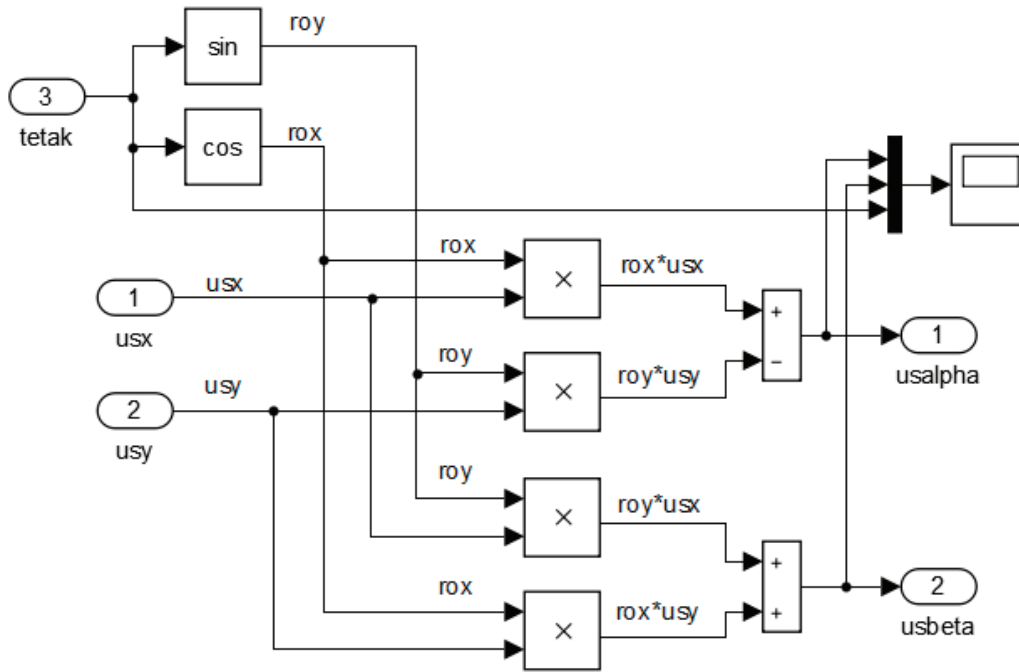 roy
sin
3
tetak
rox
cos
rox
rox*usx
×
1
usx
usx
+
−
1
usalpha
roy
roy*usy
×
2
usy
usy
roy
roy*usx
×
+
+
2
usbeta
rox
rox*usy
×